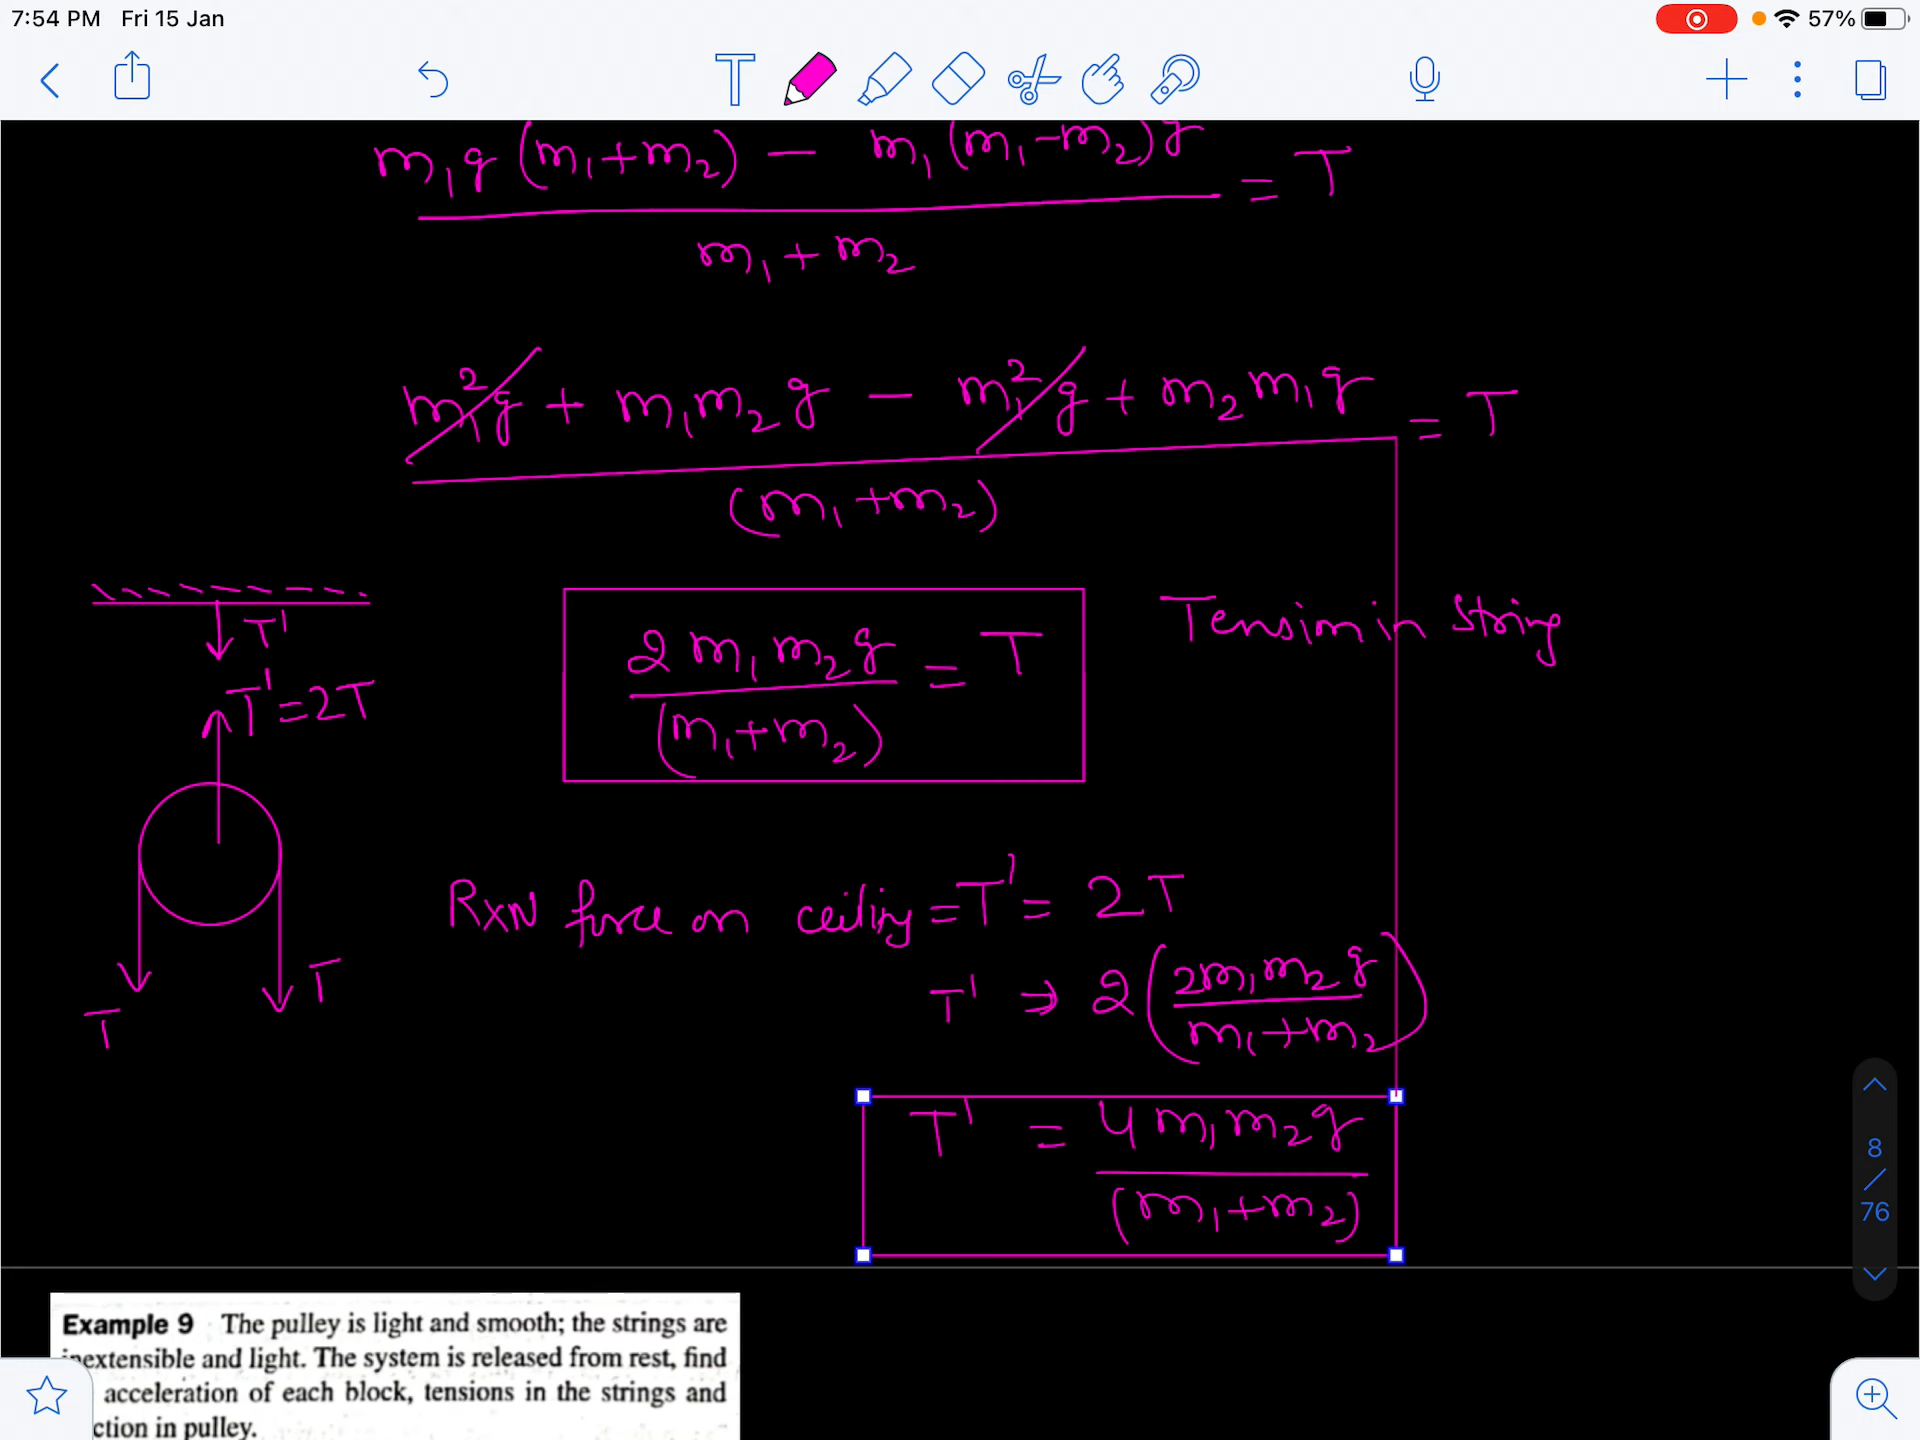 7:54 PM Fri 15 Jan
57%
m₁g (m₁+m₂) − m₁ (m₁−m₂)g = T
m₁ + m₂
m₁²g + m₁m₂g − m₁²g + m₂m₁g = T
(m₁+m₂)
T'
T'=2T
2m₁m₂g = T
(m₁+m₂)
Tension in string
T
T
Rxn force on ceiling = T' = 2T
T' ⇒ 2(2m₁m₂g / m₁+m₂)
T' = 4m₁m₂g
(m₁+m₂)
8
/
76
Example 9 The pulley is light and smooth; the strings are
inextensible and light. The system is released from rest, find
acceleration of each block, tensions in the strings and
ction in pulley.